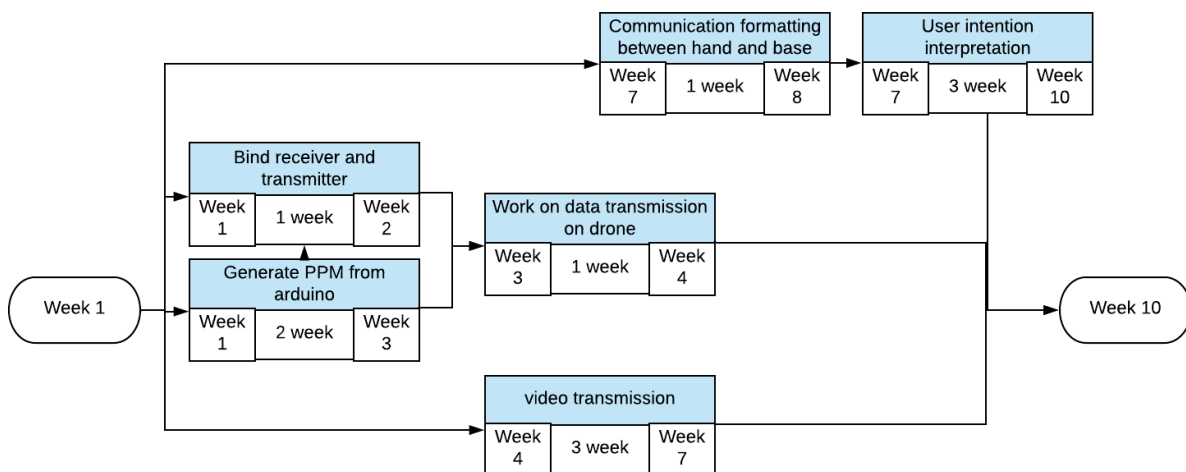 Communication formatting
between hand and base
Week
7
1 week
Week
8
User intention
interpretation
Week
7
3 week
Week
10
Bind receiver and
transmitter
Week
1
1 week
Week
2
Work on data transmission
on drone
Week
3
1 week
Week
4
Generate PPM from
arduino
Week
1
2 week
Week
3
Week 1
Week 10
video transmission
Week
4
3 week
Week
7